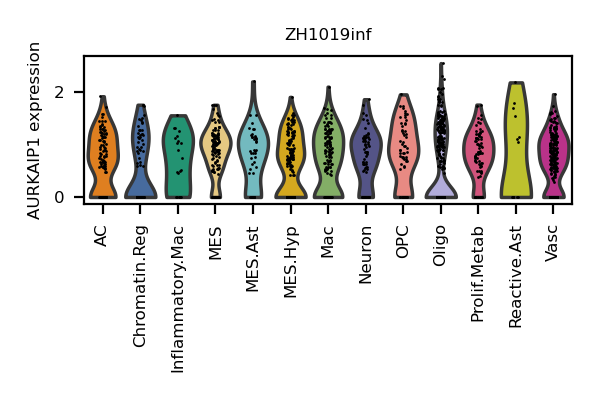 ZH1019inf
AURKAIP1 expression
2
0
AC
Chromatin.Reg
Inflammatory.Mac
MES
MES.Ast
MES.Hyp
Mac
Neuron
OPC
Oligo
Prolif.Metab
Reactive.Ast
Vasc